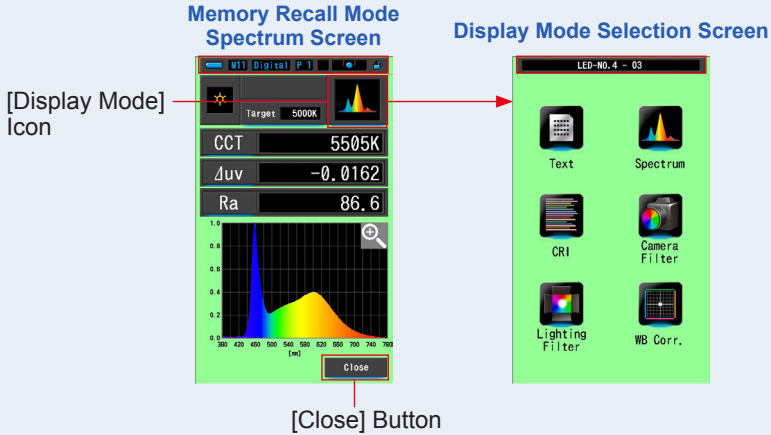 Memory Recall Mode
Spectrum Screen
Display Mode Selection Screen
[Display Mode]
Icon
M11 Digital P 1
Target 5000K
CCT 5505K
⊿uv -0.0162
Ra 86.6
1.0
0.8
0.6
0.4
0.2
0.0
380 420 460 500 540 580 620 660 700 740 780
[nm]
Close
[Close] Button
LED-NO.4 - 03
Text Spectrum
CRI Camera
Filter
Lighting
Filter
WB Corr.